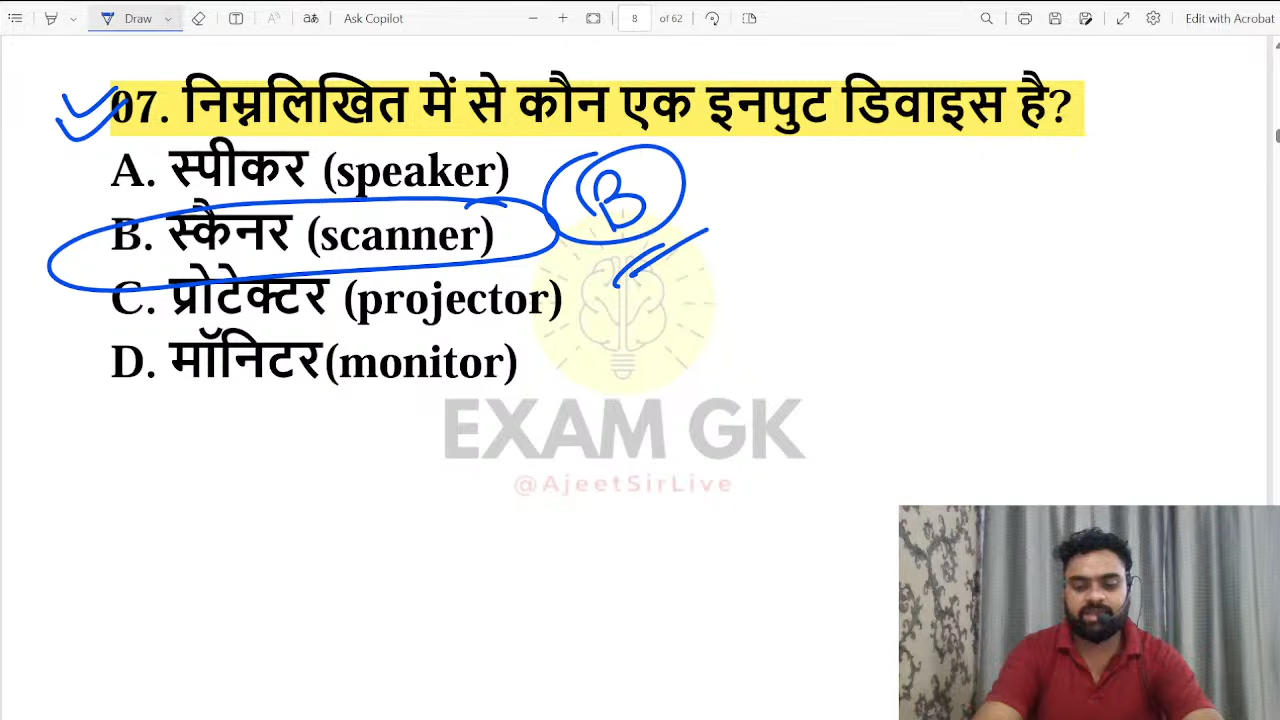 Draw
Ask Copilot
8 of 62
Edit with Acrobat
07. निम्नलिखित में से कौन एक इनपुट डिवाइस है?
A. स्पीकर (speaker)
B
B. स्कैनर (scanner)
C. प्रोटेक्टर (projector)
D. मॉनिटर(monitor)
EXAM GK
@AjeetSirLive